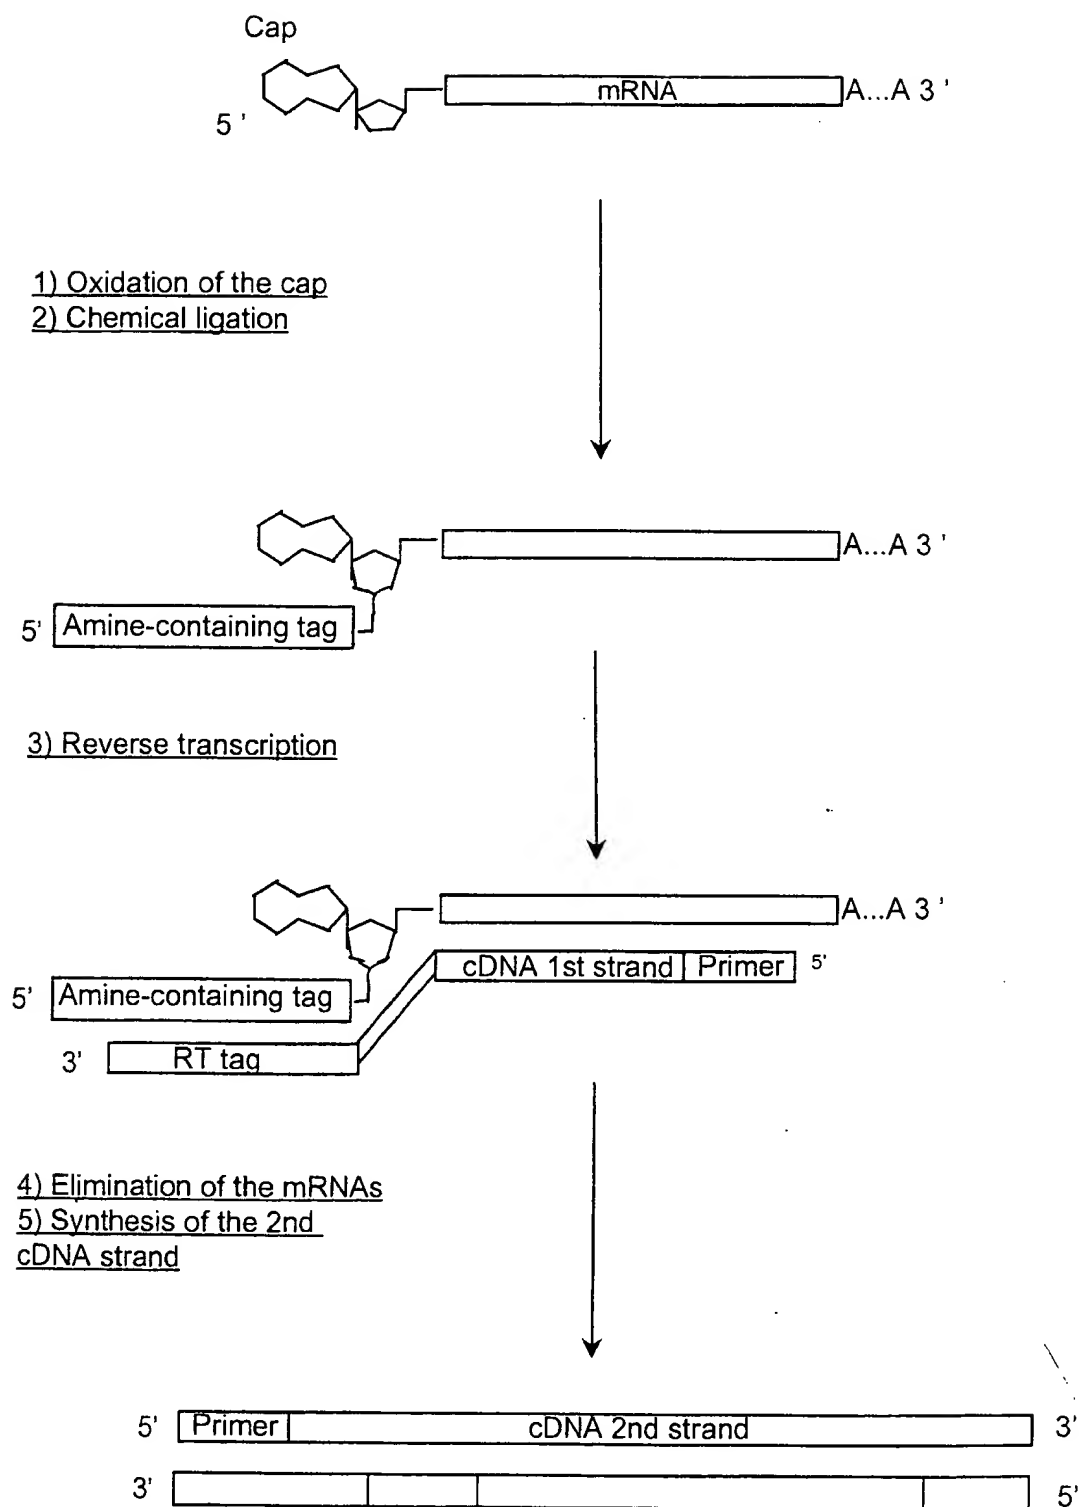 Cap
mRNA
A...A 3 '
5 '
1) Oxidation of the cap
2) Chemical ligation
A...A 3 '
5' Amine-containing tag
3) Reverse transcription
A...A 3 '
cDNA 1st strand Primer 5'
5' Amine-containing tag
3' RT tag
4) Elimination of the mRNAs
5) Synthesis of the 2nd
cDNA strand
5' Primer cDNA 2nd strand 3'
3' 5'